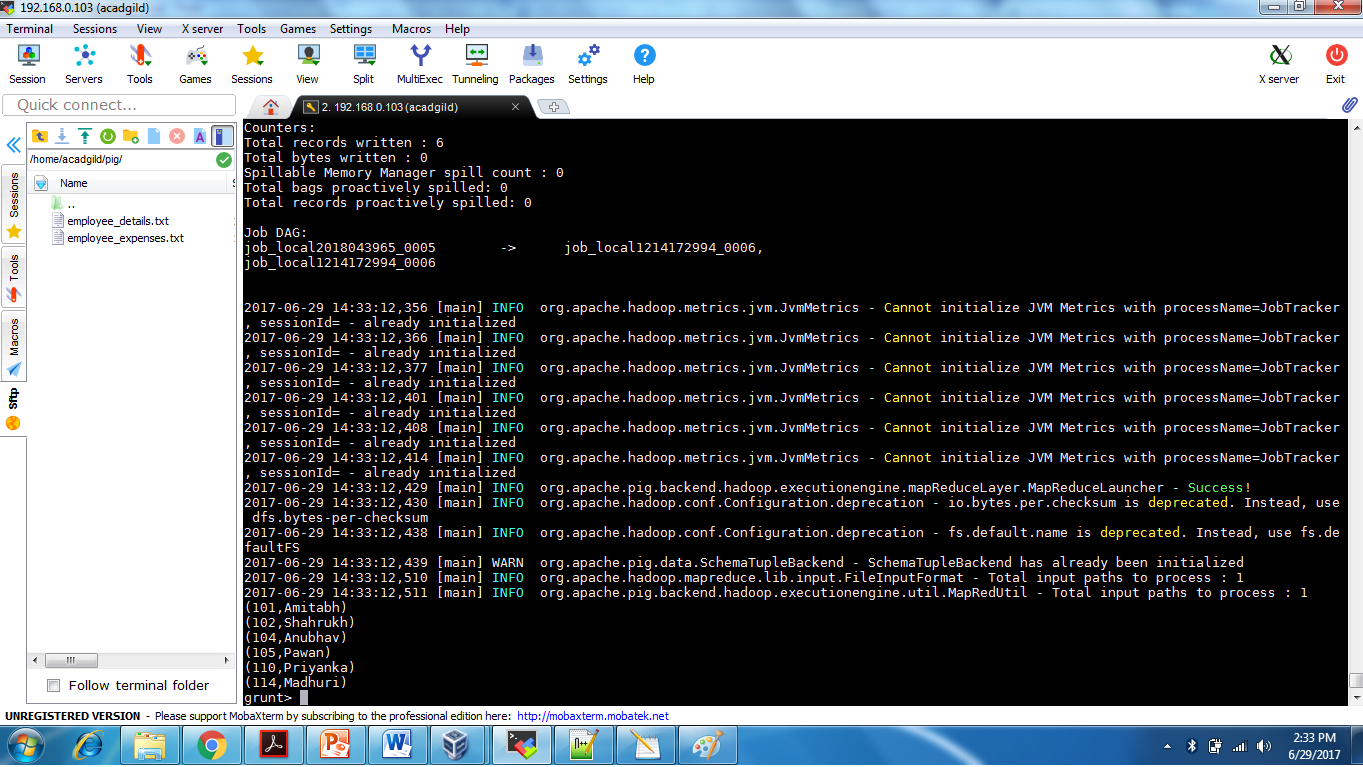 192.168.0.103 (acadgild)
Terminal Sessions View X server Tools Games Settings Macros Help
Session Servers Tools Games Sessions View Split MultiExec Tunneling Packages Settings Help X server Exit
Quick connect...
2. 192.168.0.103 (acadgild)
/home/acadgild/pig/
Name
..
employee_details.txt
employee_expenses.txt
Sessions
Tools
Macros
Sftp
Follow terminal folder
Counters:
Total records written : 6
Total bytes written : 0
Spillable Memory Manager spill count : 0
Total bags proactively spilled: 0
Total records proactively spilled: 0
Job DAG:
job_local2018043965_0005 -> job_local1214172994_0006,
job_local1214172994_0006
2017-06-29 14:33:12,356 [main] INFO org.apache.hadoop.metrics.jvm.JvmMetrics - Cannot initialize JVM Metrics with processName=JobTracker
, sessionId= - already initialized
2017-06-29 14:33:12,366 [main] INFO org.apache.hadoop.metrics.jvm.JvmMetrics - Cannot initialize JVM Metrics with processName=JobTracker
, sessionId= - already initialized
2017-06-29 14:33:12,377 [main] INFO org.apache.hadoop.metrics.jvm.JvmMetrics - Cannot initialize JVM Metrics with processName=JobTracker
, sessionId= - already initialized
2017-06-29 14:33:12,401 [main] INFO org.apache.hadoop.metrics.jvm.JvmMetrics - Cannot initialize JVM Metrics with processName=JobTracker
, sessionId= - already initialized
2017-06-29 14:33:12,408 [main] INFO org.apache.hadoop.metrics.jvm.JvmMetrics - Cannot initialize JVM Metrics with processName=JobTracker
, sessionId= - already initialized
2017-06-29 14:33:12,414 [main] INFO org.apache.hadoop.metrics.jvm.JvmMetrics - Cannot initialize JVM Metrics with processName=JobTracker
, sessionId= - already initialized
2017-06-29 14:33:12,429 [main] INFO org.apache.pig.backend.hadoop.executionengine.mapReduceLayer.MapReduceLauncher - Success!
2017-06-29 14:33:12,430 [main] INFO org.apache.hadoop.conf.Configuration.deprecation - io.bytes.per.checksum is deprecated. Instead, use
dfs.bytes-per-checksum
2017-06-29 14:33:12,438 [main] INFO org.apache.hadoop.conf.Configuration.deprecation - fs.default.name is deprecated. Instead, use fs.de
faultFS
2017-06-29 14:33:12,439 [main] WARN org.apache.pig.data.SchemaTupleBackend - SchemaTupleBackend has already been initialized
2017-06-29 14:33:12,510 [main] INFO org.apache.hadoop.mapreduce.lib.input.FileInputFormat - Total input paths to process : 1
2017-06-29 14:33:12,511 [main] INFO org.apache.pig.backend.hadoop.executionengine.util.MapRedUtil - Total input paths to process : 1
(101,Amitabh)
(102,Shahrukh)
(104,Anubhav)
(105,Pawan)
(110,Priyanka)
(114,Madhuri)
grunt>
UNREGISTERED VERSION - Please support MobaXterm by subscribing to the professional edition here: http://mobaxterm.mobatek.net
2:33 PM
6/29/2017